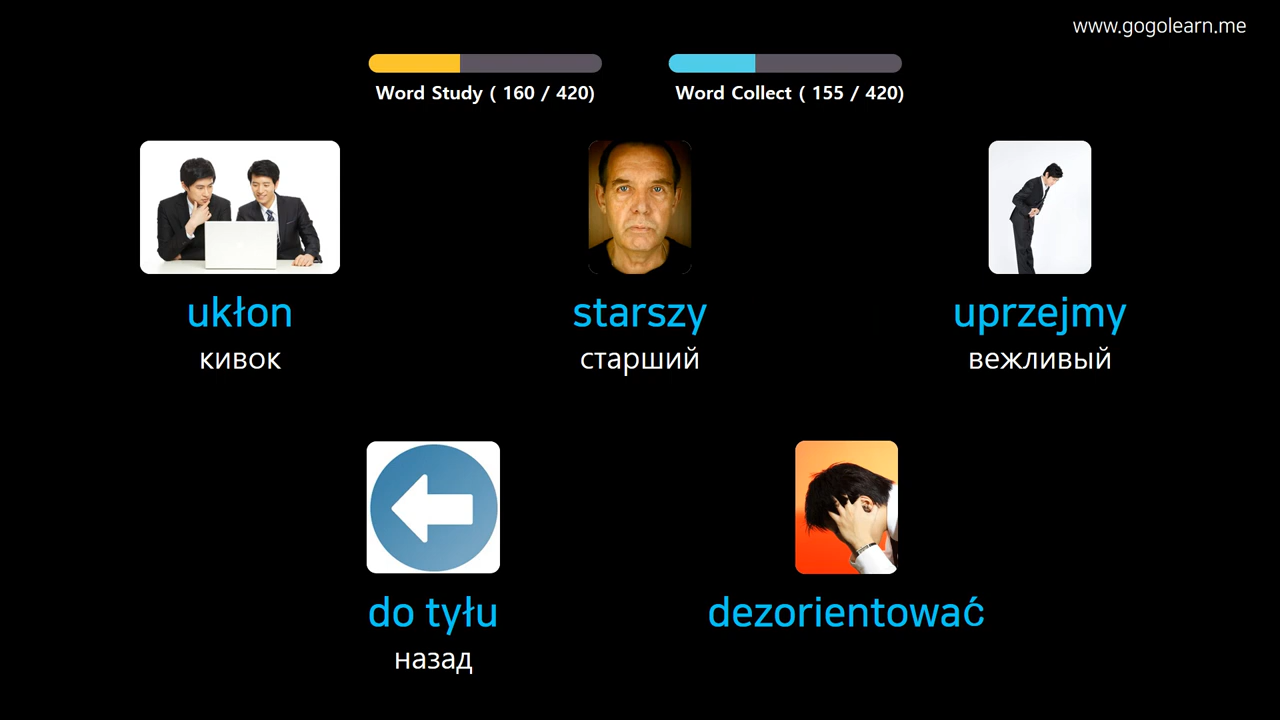 www.gogolearn.me
Word Study ( 160 / 420)
Word Collect ( 155 / 420)
ukłon
кивок
starszy
старший
uprzejmy
вежливый
do tyłu
назад
dezorientować